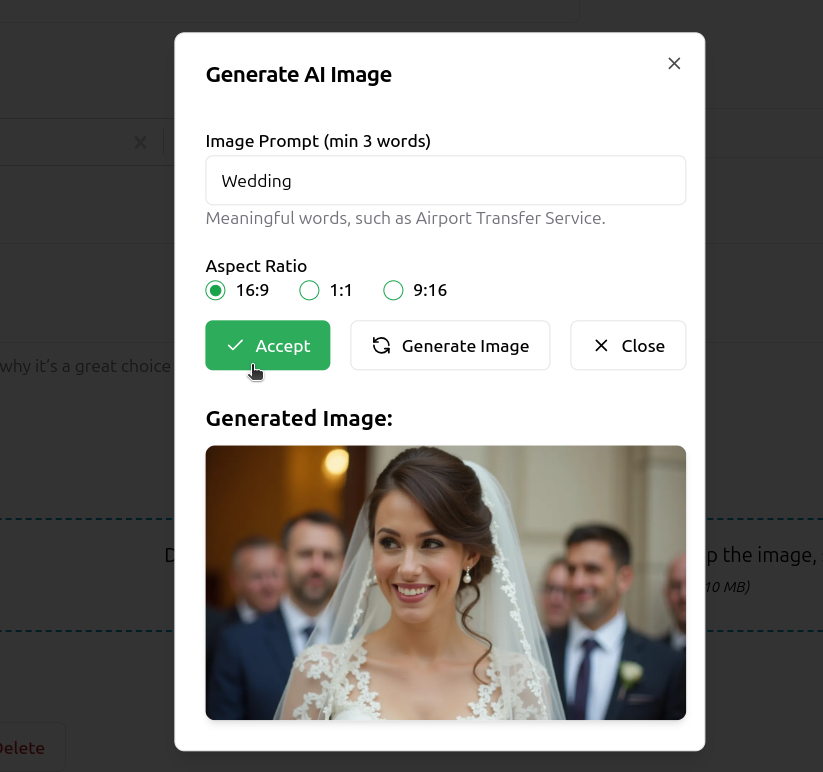 Generate AI Image
Image Prompt (min 3 words)
Wedding
Meaningful words, such as Airport Transfer Service.
Aspect Ratio
16:9 1:1 9:16
why it's a great choice
Accept Generate Image Close
Generated Image:
D p the image,
10 MB)
Delete